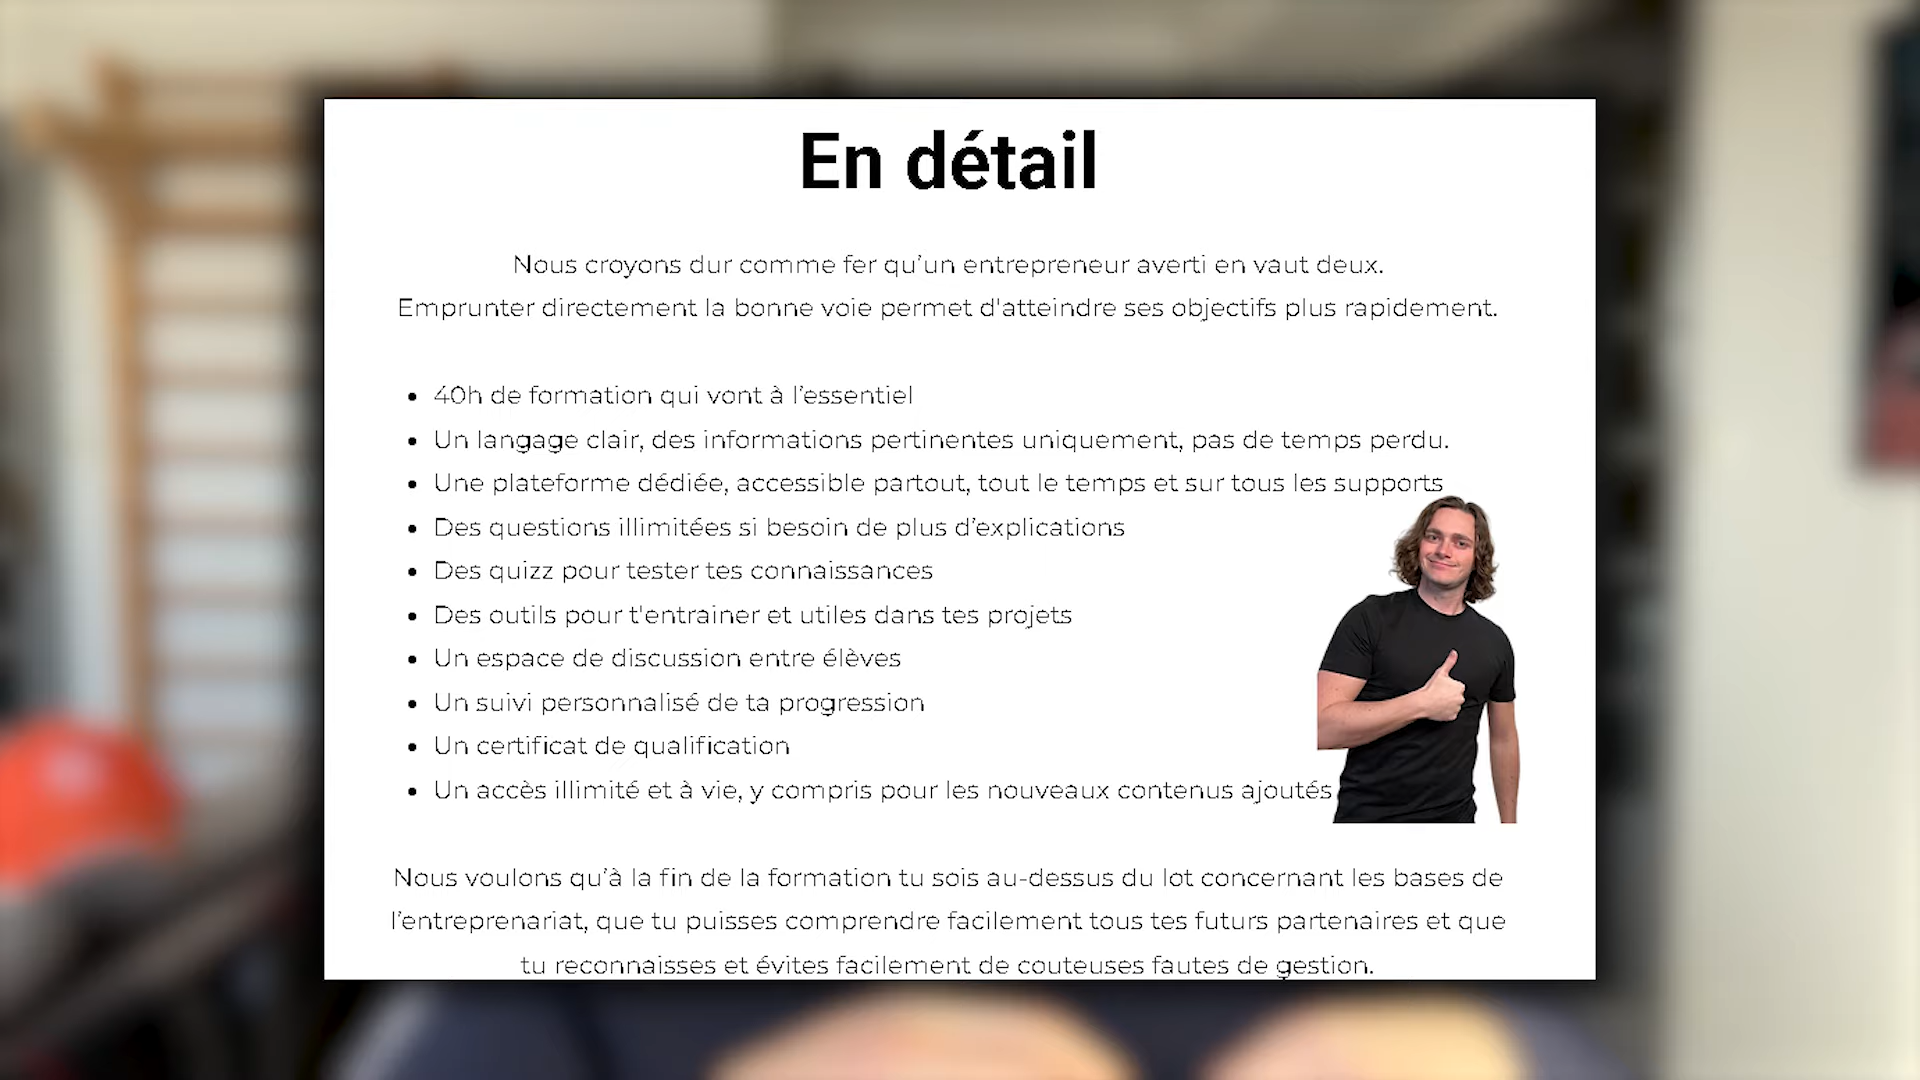 En détail
Nous croyons dur comme fer qu'un entrepreneur averti en vaut deux.
Emprunter directement la bonne voie permet d'atteindre ses objectifs plus rapidement.
• 40h de formation qui vont à l'essentiel
• Un langage clair, des informations pertinentes uniquement, pas de temps perdu.
• Une plateforme dédiée, accessible partout, tout le temps et sur tous les supports
• Des questions illimitées si besoin de plus d'explications
• Des quizz pour tester tes connaissances
• Des outils pour t'entrainer et utiles dans tes projets
• Un espace de discussion entre élèves
• Un suivi personnalisé de ta progression
• Un certificat de qualification
• Un accès illimité et à vie, y compris pour les nouveaux contenus ajoutés
Nous voulons qu'à la fin de la formation tu sois au-dessus du lot concernant les bases de
l'entreprenariat, que tu puisses comprendre facilement tous tes futurs partenaires et que
tu reconnaisses et évites facilement de couteuses fautes de gestion.